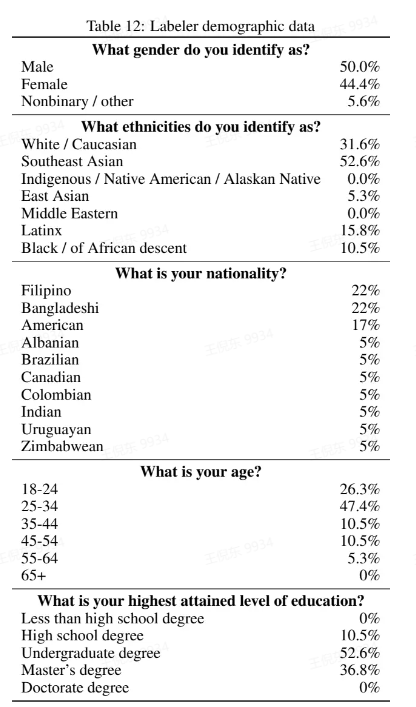 Table 12: Labeler demographic data
What gender do you identify as?
Male 50.0%
Female 44.4%
Nonbinary / other 5.6%
What ethnicities do you identify as?
White / Caucasian 31.6%
Southeast Asian 52.6%
Indigenous / Native American / Alaskan Native 0.0%
East Asian 5.3%
Middle Eastern 0.0%
Latinx 15.8%
Black / of African descent 10.5%
What is your nationality?
Filipino 22%
Bangladeshi 22%
American 17%
Albanian 5%
Brazilian 5%
Canadian 5%
Colombian 5%
Indian 5%
Uruguayan 5%
Zimbabwean 5%
What is your age?
18-24 26.3%
25-34 47.4%
35-44 10.5%
45-54 10.5%
55-64 5.3%
65+ 0%
What is your highest attained level of education?
Less than high school degree 0%
High school degree 10.5%
Undergraduate degree 52.6%
Master's degree 36.8%
Doctorate degree 0%